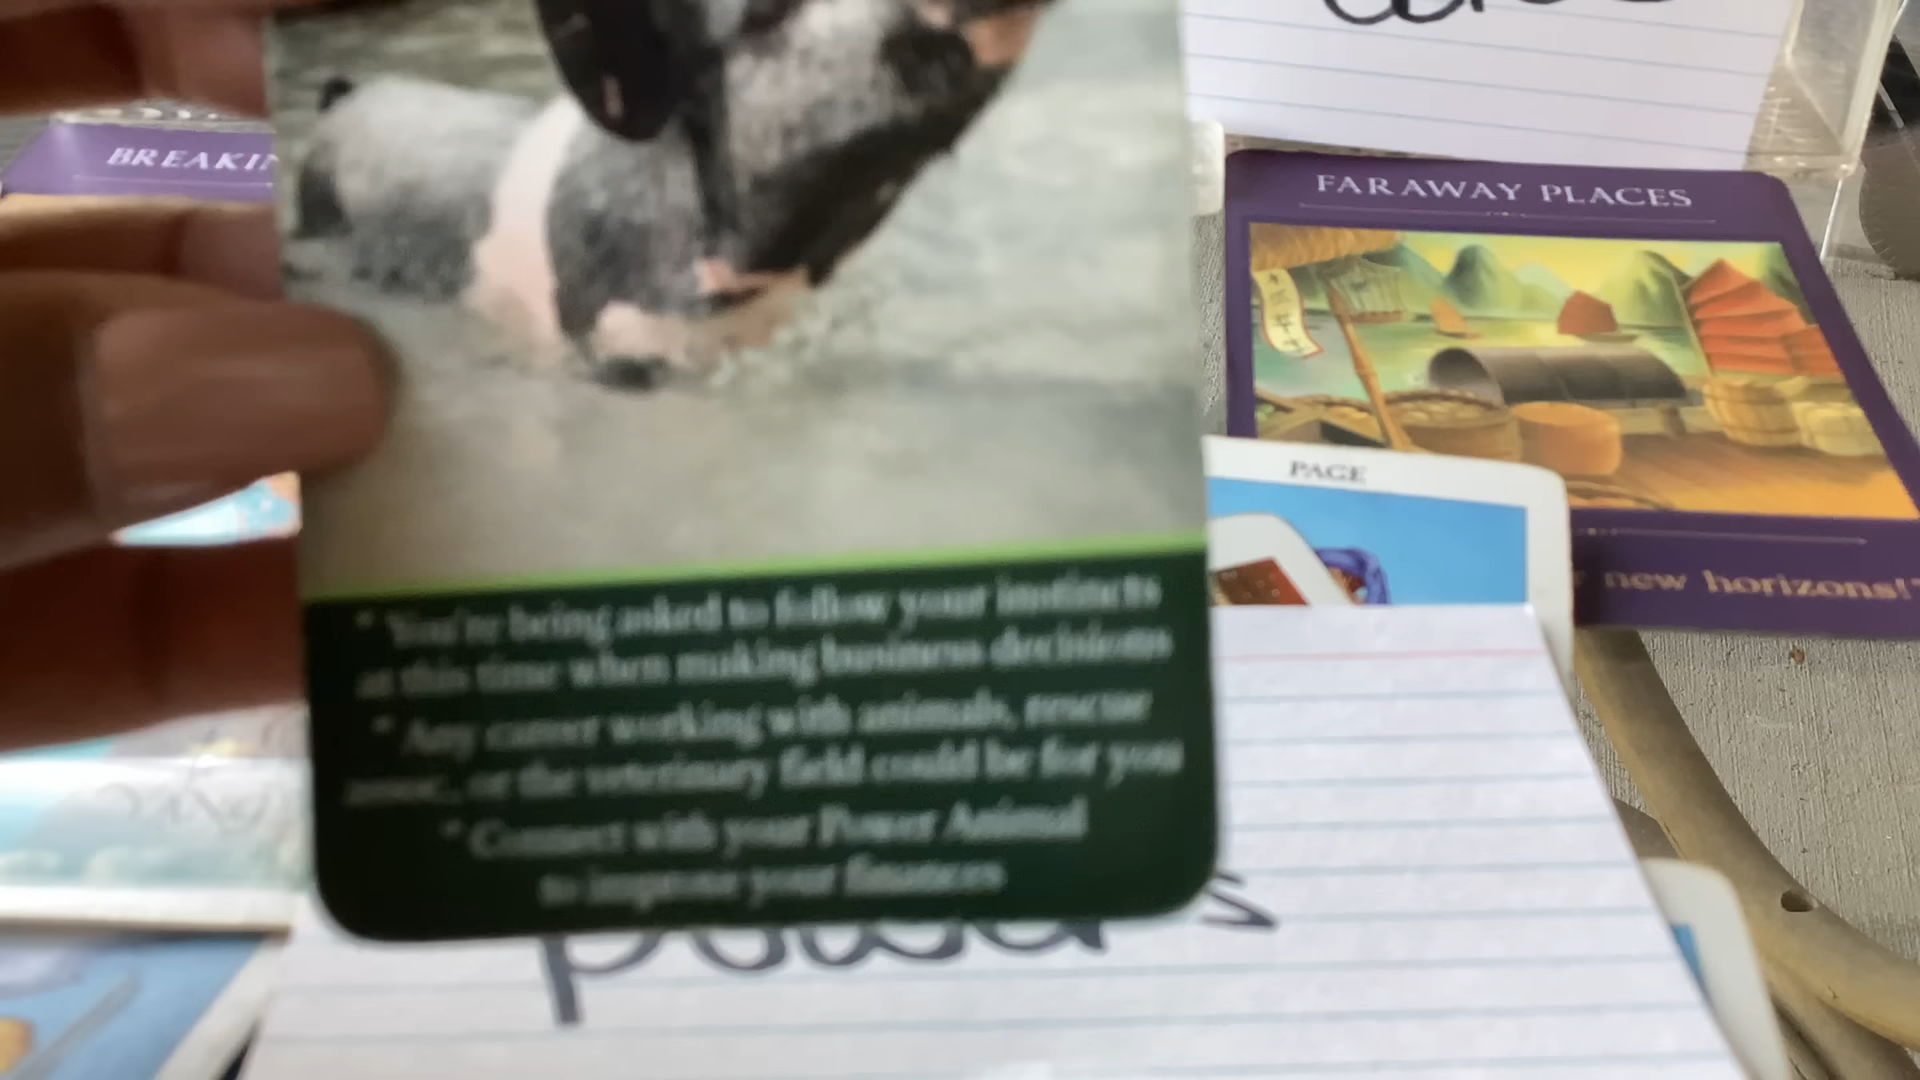 BREAKIN
FARAWAY PLACES
PAGE
new horizons!"
* You're being asked to follow your instincts
at this time when making business decisions
* Any career working with animals, rescue
or the veterinary field could be for you
* Connect with your Power Animal
to improve your finances
powers